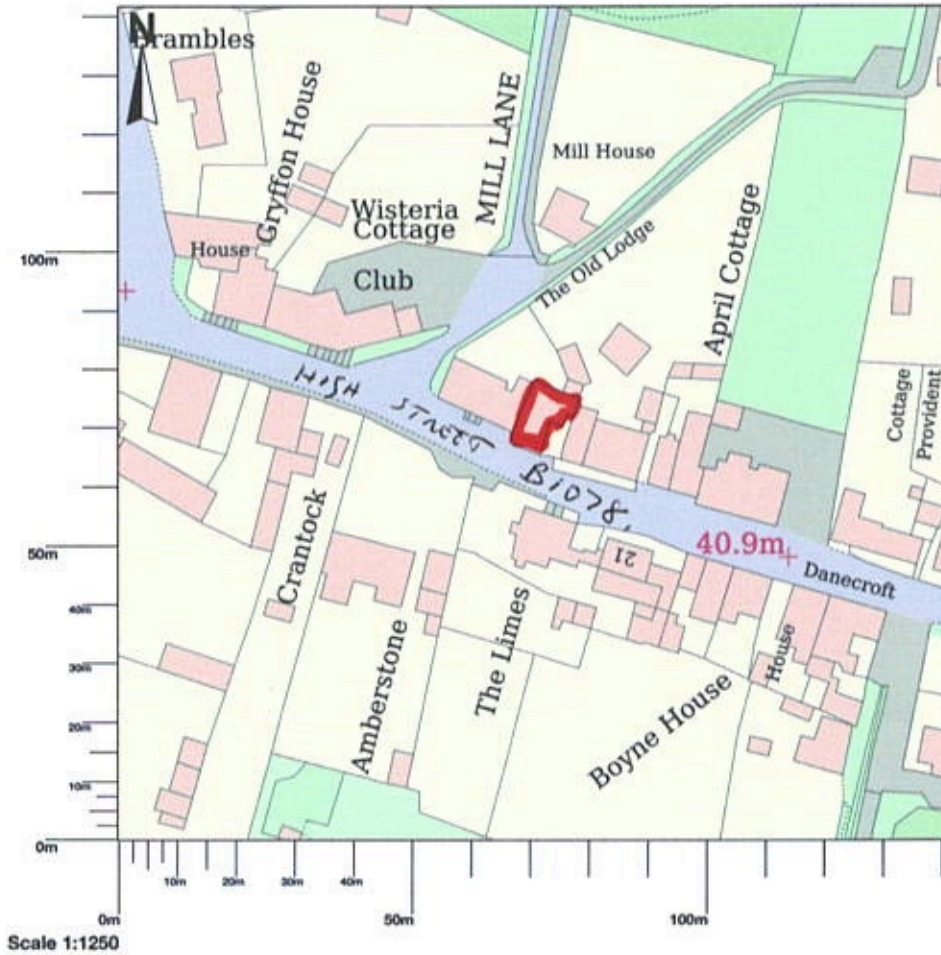 N
Brambles
Gryffon House
MILL LANE
Mill House
Wisteria
Cottage
House
Club
The Old Lodge
April Cottage
100m
HIGH STREET B1078,
Cottage
Provident
50m
40.9m
Danecroft
21
Crantock
Amberstone
The Limes
Boyne House
House
40m
30m
20m
10m
0m
10m
20m
30m
40m
0m
50m
100m
Scale 1:1250